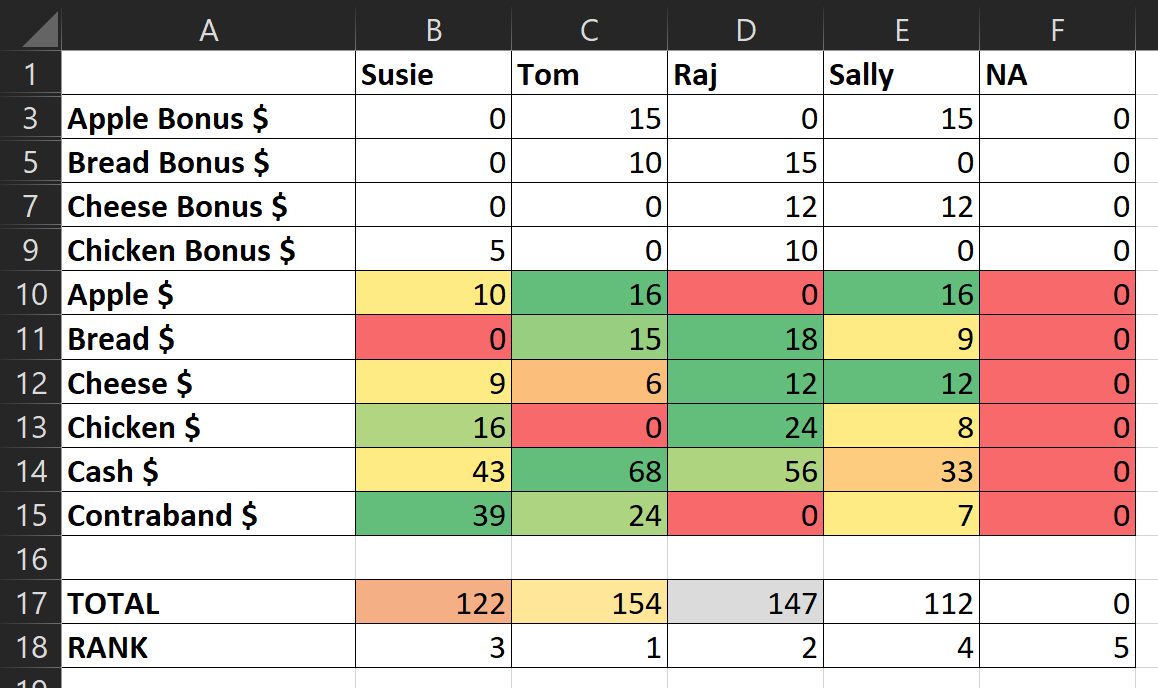 A B C D E F
1 Susie Tom Raj Sally NA
3 Apple Bonus $ 0 15 0 15 0
5 Bread Bonus $ 0 10 15 0 0
7 Cheese Bonus $ 0 0 12 12 0
9 Chicken Bonus $ 5 0 10 0 0
10 Apple $ 10 16 0 16 0
11 Bread $ 0 15 18 9 0
12 Cheese $ 9 6 12 12 0
13 Chicken $ 16 0 24 8 0
14 Cash $ 43 68 56 33 0
15 Contraband $ 39 24 0 7 0
16
17 TOTAL 122 154 147 112 0
18 RANK 3 1 2 4 5